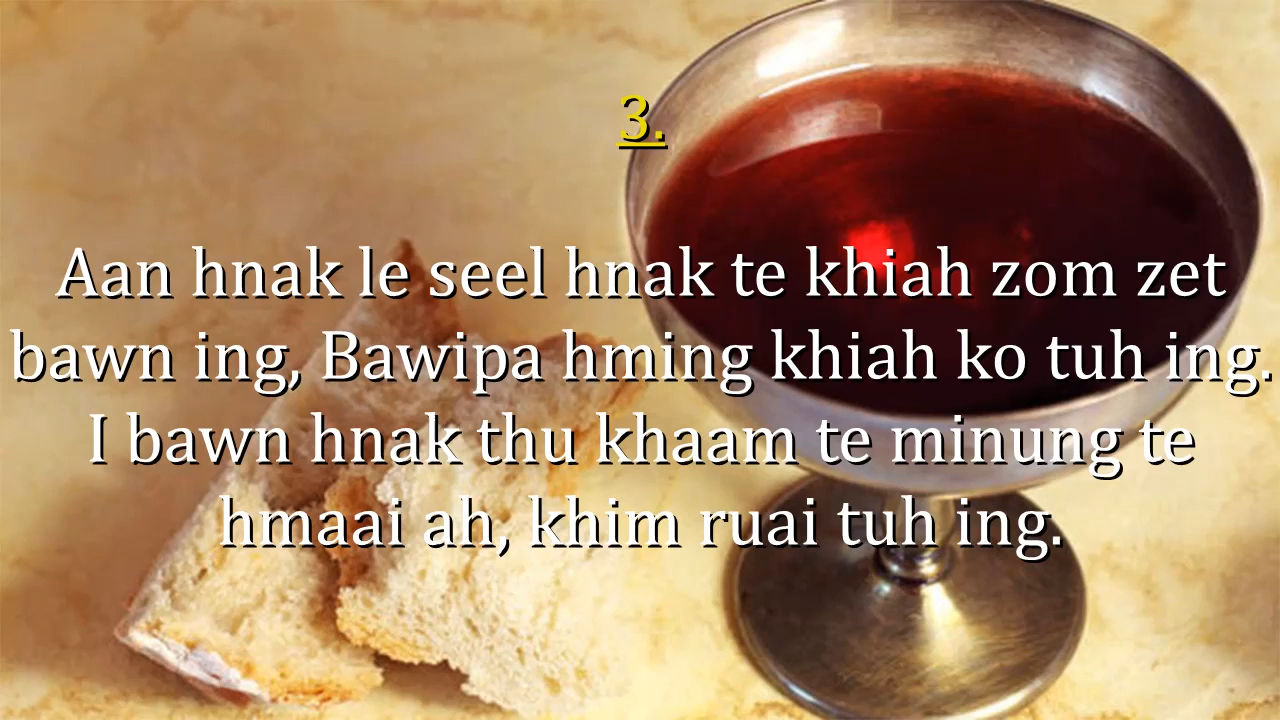 3.
Aan hnak le seel hnak te khiah zom zet
bawn ing, Bawipa hming khiah ko tuh ing.
I bawn hnak thu khaam te minung te
hmaai ah, khim ruai tuh ing.